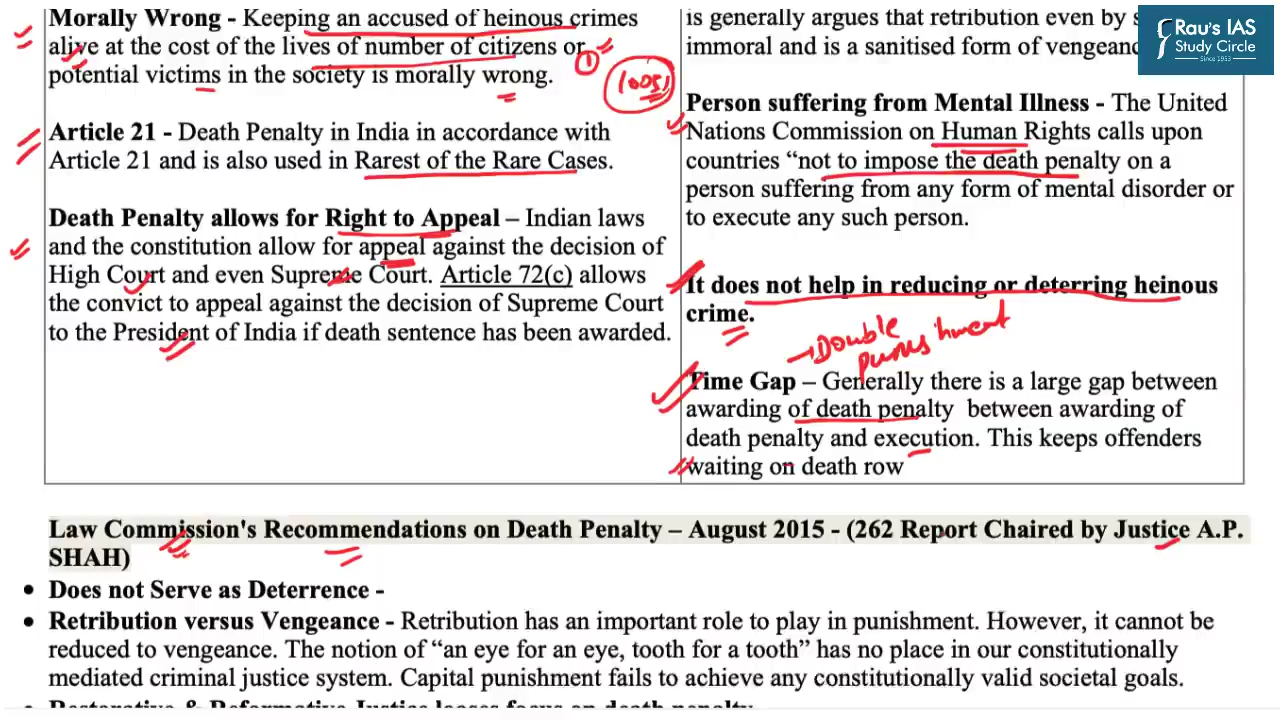 Morally Wrong - Keeping an accused of heinous crimes
alive at the cost of the lives of number of citizens or
potential victims in the society is morally wrong.
1
Article 21 - Death Penalty in India in accordance with
Article 21 and is also used in Rarest of the Rare Cases.
Death Penalty allows for Right to Appeal – Indian laws
and the constitution allow for appeal against the decision of
High Court and even Supreme Court. Article 72(c) allows
the convict to appeal against the decision of Supreme Court
to the President of India if death sentence has been awarded.
is generally argues that retribution even by s
immoral and is a sanitised form of vengeanc
Rau's IAS
Study Circle
Since 1953
Person suffering from Mental Illness - The United
Nations Commission on Human Rights calls upon
countries “not to impose the death penalty on a
person suffering from any form of mental disorder or
to execute any such person.
It does not help in reducing or deterring heinous
crime.
Double
punishment
Time Gap – Generally there is a large gap between
awarding of death penalty between awarding of
death penalty and execution. This keeps offenders
waiting on death row
Law Commission's Recommendations on Death Penalty – August 2015 - (262 Report Chaired by Justice A.P.
SHAH)
• Does not Serve as Deterrence -
• Retribution versus Vengeance - Retribution has an important role to play in punishment. However, it cannot be
reduced to vengeance. The notion of “an eye for an eye, tooth for a tooth” has no place in our constitutionally
mediated criminal justice system. Capital punishment fails to achieve any constitutionally valid societal goals.
• Restorative & Reformative Justice looses focus on death penalty